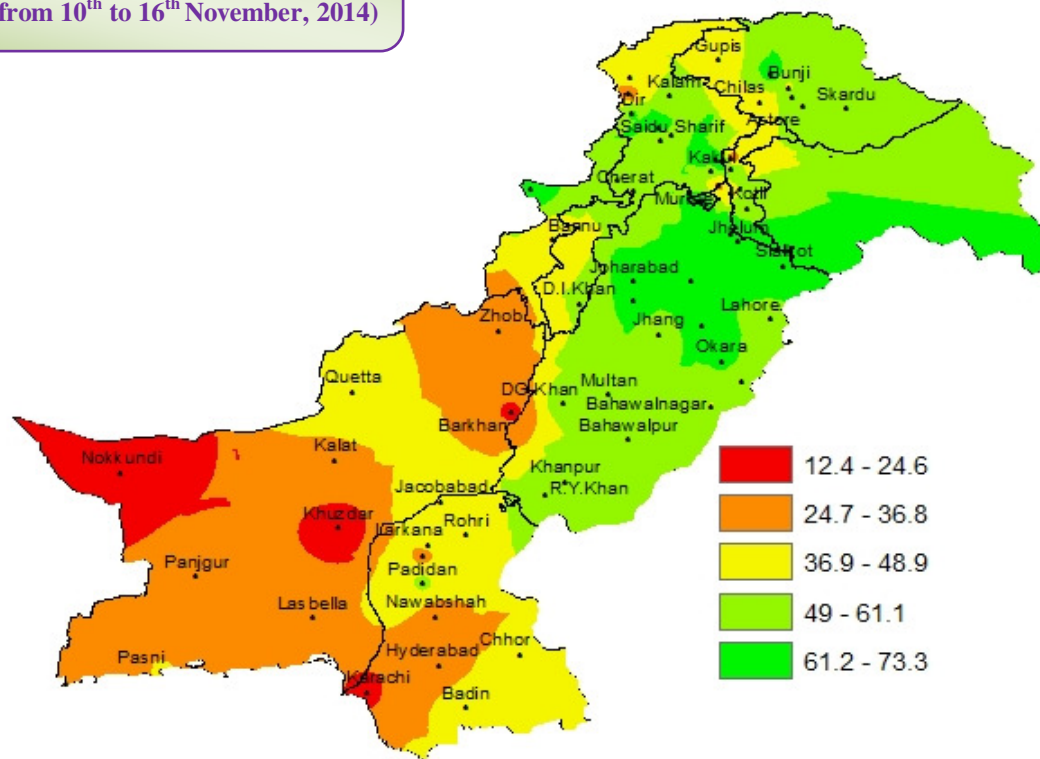 from 10th to 16th November, 2014)
Gupis
Kalam
Chilas
Bunji
Skardu
Dir
Astore
Saidu Sharif
Cherat
Kotli
Jhelum
Sialkot
Bannu
Joharabad
D.I.Khan
Zhob
Jhang
Lahore
Okara
Quetta
DG.Khan
Multan
Bahawalnagar
Barkhan
Bahawalpur
Nokkundi
Kalat
Khanpur
Jacobabad
R.Y.Khan
Khuzdar
Larkana
Rohri
Panjgur
Padidan
Lasbella
Nawabshah
Pasni
Hyderabad
Chhor
Karachi
Badin
12.4 - 24.6
24.7 - 36.8
36.9 - 48.9
49 - 61.1
61.2 - 73.3